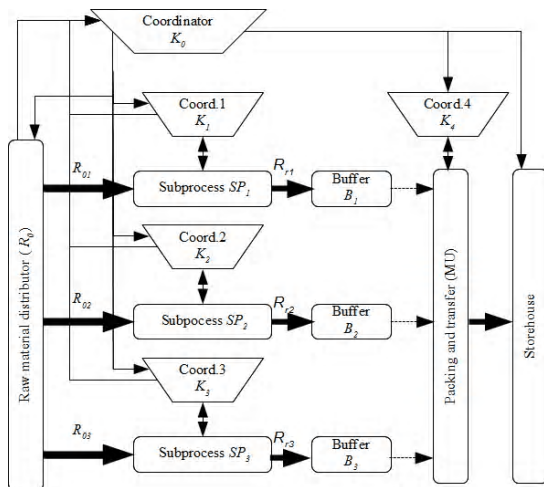 Coordinator
K0
Coord.1
K1
Coord.4
K4
R01
Rr1
Subprocess SP1
Buffer
B1
Coord.2
K2
R02
Rr2
Subpocess SP2
Buffer
B2
Coord.3
K3
R03
Rr3
Subprocess SP3
Buffer
B3
Raw material distributor ( R0)
Packing and transfer (MU)
Storehouse